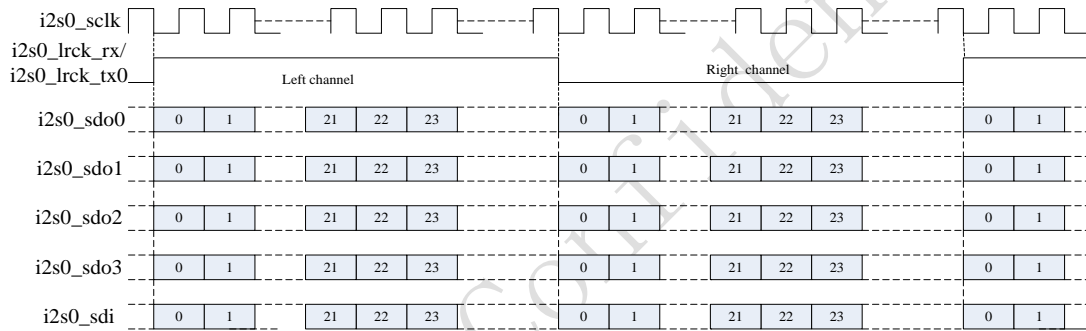 i2s0_sclk
i2s0_lrck_rx/
i2s0_lrck_tx0
Left channel
Right channel
i2s0_sdo0 0 1 21 22 23 0 1 21 22 23 0 1
i2s0_sdo1 0 1 21 22 23 0 1 21 22 23 0 1
i2s0_sdo2 0 1 21 22 23 0 1 21 22 23 0 1
i2s0_sdo3 0 1 21 22 23 0 1 21 22 23 0 1
i2s0_sdi 0 1 21 22 23 0 1 21 22 23 0 1
Confiden